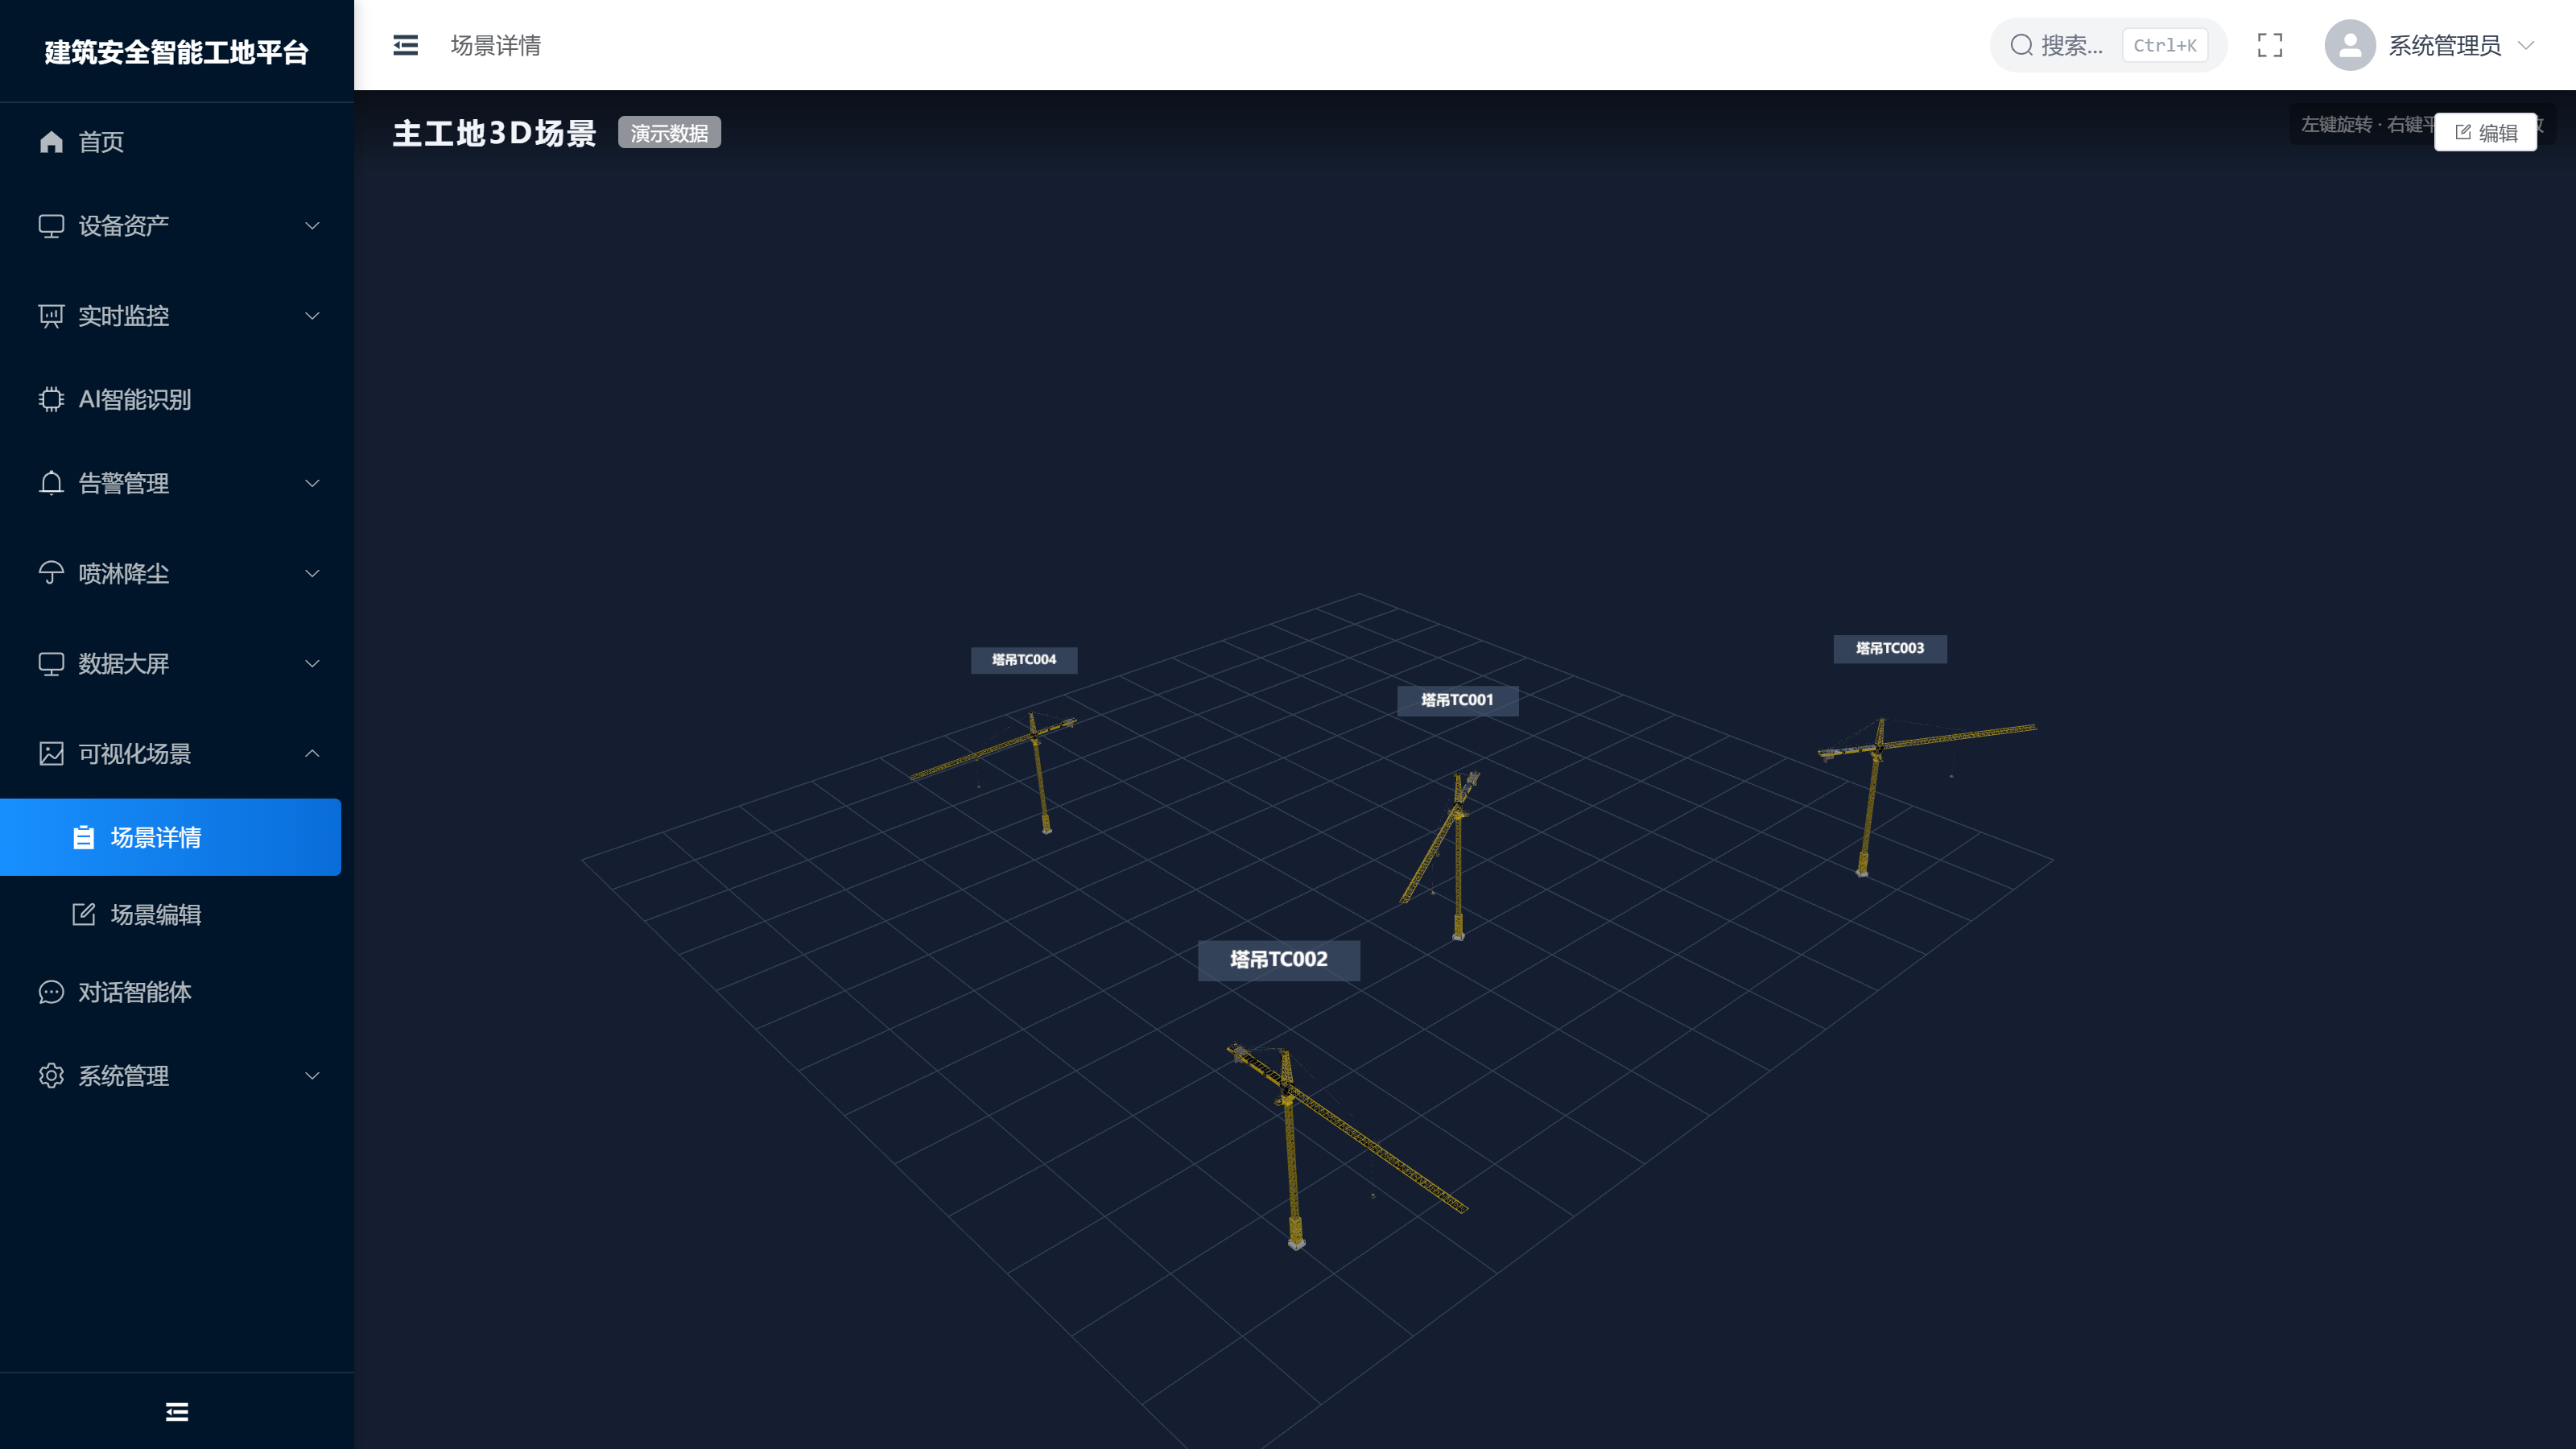 建筑安全智能工地平台
首页
设备资产
实时监控
AI智能识别
告警管理
喷淋降尘
数据大屏
可视化场景
场景详情
场景编辑
对话智能体
系统管理
场景详情
搜索... Ctrl+K
系统管理员
主工地3D场景 演示数据
左键旋转 · 右键
编辑
塔吊TC004
塔吊TC003
塔吊TC001
塔吊TC002